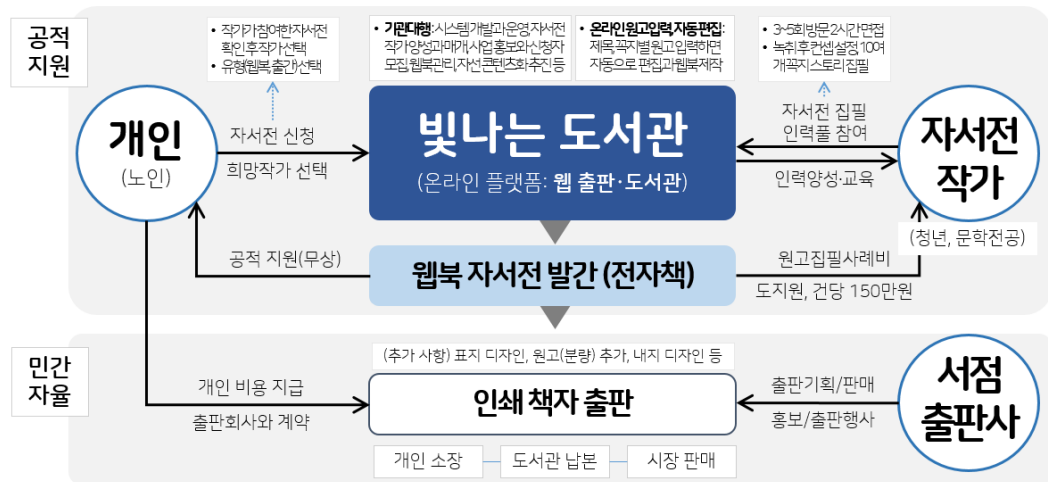 공적
지원
• 작가가 참여한 자서전
확인 후 작가 선택
• 유형(웹북, 출간) 선택
• 기관대행: 시스템 개발과 운영, 자서전
작가 양성과 매개, 사업 홍보와 신청자
모집, 웹북관리, 자선 콘텐츠화 추진 등
• 온라인 원고입력, 자동편집:
제목, 꼭지별 원고 입력하면
자동으로 편집과 웹북 제작
• 3~5회 방문 2시간 면접
• 녹취 후 컨셉 설정, 10여
개 꼭지 스토리 집필
개인
(노인)
자서전 신청
희망작가 선택
빛나는 도서관
(온라인 플랫폼: 웹 출판·도서관)
자서전 집필
인력풀 참여
인력양성·교육
자서전
작가
(청년, 문학전공)
공적 지원(무상)
웹북 자서전 발간 (전자책)
원고집필사례비
도지원, 건당 150만원
민간
자율
(추가 사항) 표지 디자인, 원고(분량) 추가, 내지 디자인 등
개인 비용 지급
출판회사와 계약
인쇄 책자 출판
출판기획/판매
홍보/출판행사
서점
출판사
개인 소장
도서관 납본
시장 판매